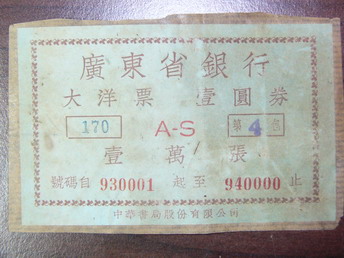 廣東省銀行
大洋票 壹圓券
170 A-S 第4包
壹萬張
號碼自 930001 起至 940000 止
中華書局股份有限公司